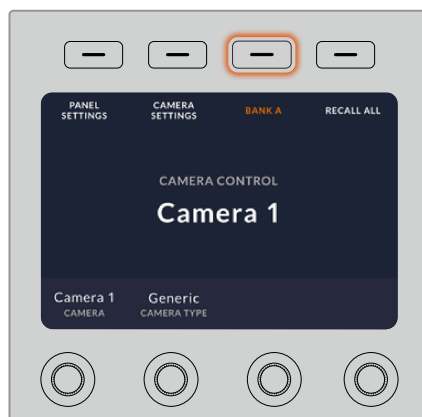 PANEL
SETTINGS
CAMERA
SETTINGS
BANK A
RECALL ALL
CAMERA CONTROL
Camera 1
Camera 1
CAMERA
Generic
CAMERA TYPE